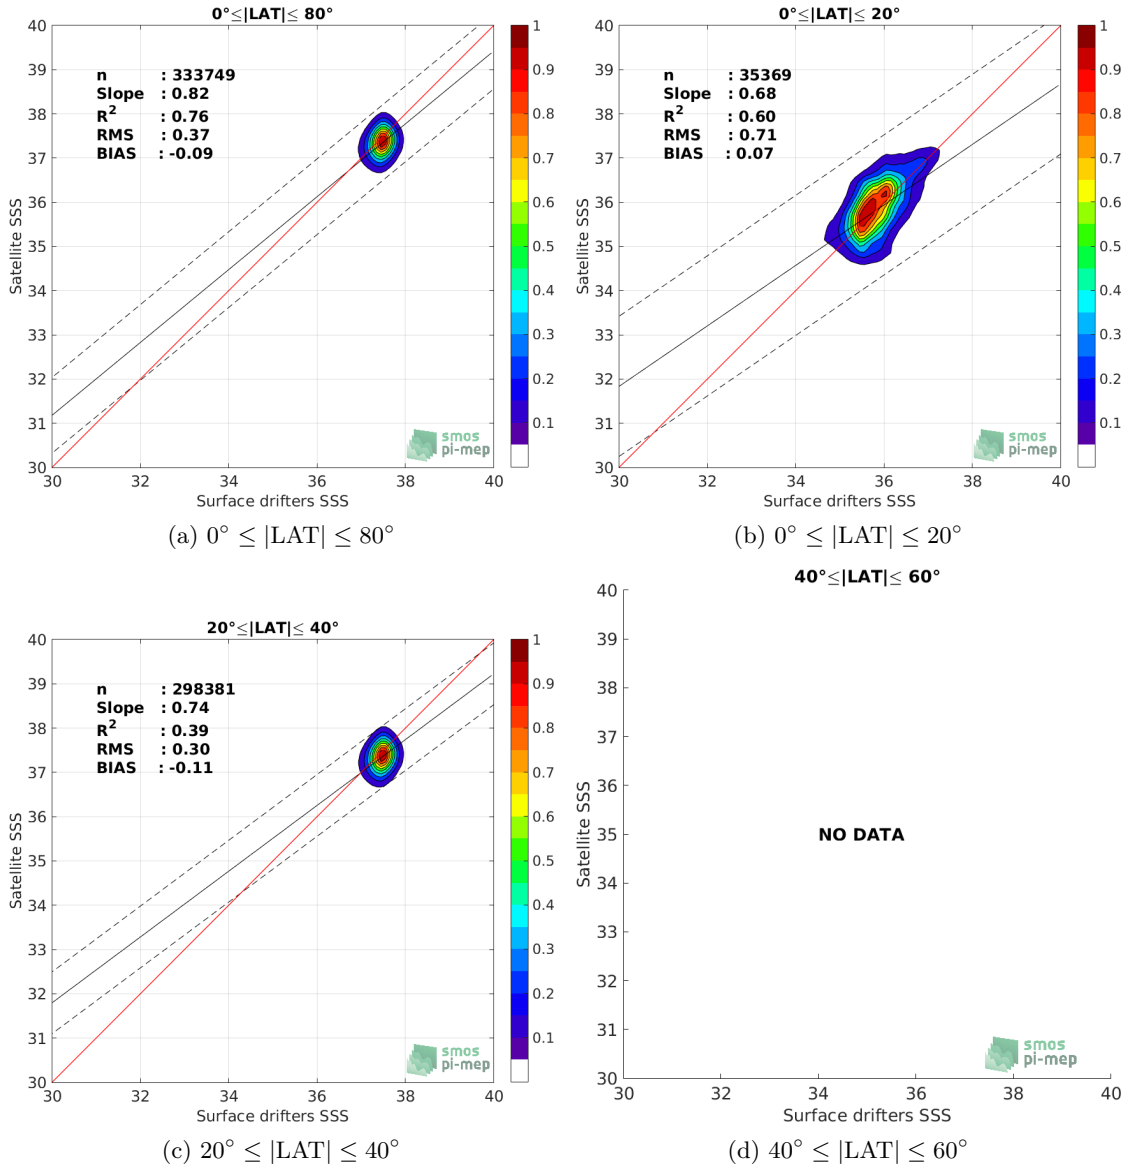 0°≤|LAT|≤ 80°
40
39
38
37
36
35
34
33
32
31
30
Satellite SSS
n : 333749
Slope : 0.82
R2 : 0.76
RMS : 0.37
BIAS : -0.09
smos
pi-mep
30 32 34 36 38 40
Surface drifters SSS
1
0.9
0.8
0.7
0.6
0.5
0.4
0.3
0.2
0.1
(a) 0° ≤ |LAT| ≤ 80°
0°≤|LAT|≤ 20°
40
39
38
37
36
35
34
33
32
31
30
Satellite SSS
n : 35369
Slope : 0.68
R2 : 0.60
RMS : 0.71
BIAS : 0.07
smos
pi-mep
30 32 34 36 38 40
Surface drifters SSS
1
0.9
0.8
0.7
0.6
0.5
0.4
0.3
0.2
0.1
(b) 0° ≤ |LAT| ≤ 20°
20°≤|LAT|≤ 40°
40
39
38
37
36
35
34
33
32
31
30
Satellite SSS
n : 298381
Slope : 0.74
R2 : 0.39
RMS : 0.30
BIAS : -0.11
smos
pi-mep
30 32 34 36 38 40
Surface drifters SSS
1
0.9
0.8
0.7
0.6
0.5
0.4
0.3
0.2
0.1
(c) 20° ≤ |LAT| ≤ 40°
40°≤|LAT|≤ 60°
40
39
38
37
36
35
34
33
32
31
30
Satellite SSS
NO DATA
smos
pi-mep
30 32 34 36 38 40
Surface drifters SSS
(d) 40° ≤ |LAT| ≤ 60°